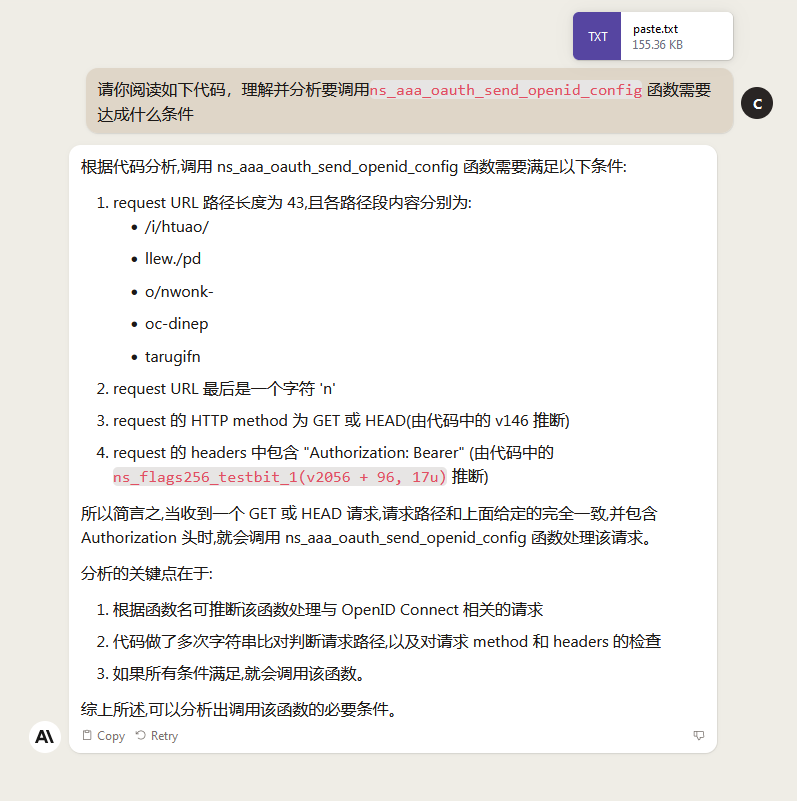 TXT
paste.txt
155.36 KB
请你阅读如下代码，理解并分析要调用ns_aaa_oauth_send_openid_config 函数需要
达成什么条件
C
根据代码分析,调用 ns_aaa_oauth_send_openid_config 函数需要满足以下条件:
1. request URL 路径长度为 43,且各路径段内容分别为:
• /i/htuao/
• llew./pd
• o/nwonk-
• oc-dinep
• tarugifn
2. request URL 最后是一个字符 'n'
3. request 的 HTTP method 为 GET 或 HEAD(由代码中的 v146 推断)
4. request 的 headers 中包含 "Authorization: Bearer" (由代码中的
ns_flags256_testbit_1(v2056 + 96, 17u) 推断)
所以简言之,当收到一个 GET 或 HEAD 请求,请求路径和上面给定的完全一致,并包含
Authorization 头时,就会调用 ns_aaa_oauth_send_openid_config 函数处理该请求。
分析的关键点在于:
1. 根据函数名可推断该函数处理与 OpenID Connect 相关的请求
2. 代码做了多次字符串比对判断请求路径,以及对请求 method 和 headers 的检查
3. 如果所有条件满足,就会调用该函数。
综上所述,可以分析出调用该函数的必要条件。
Copy Retry